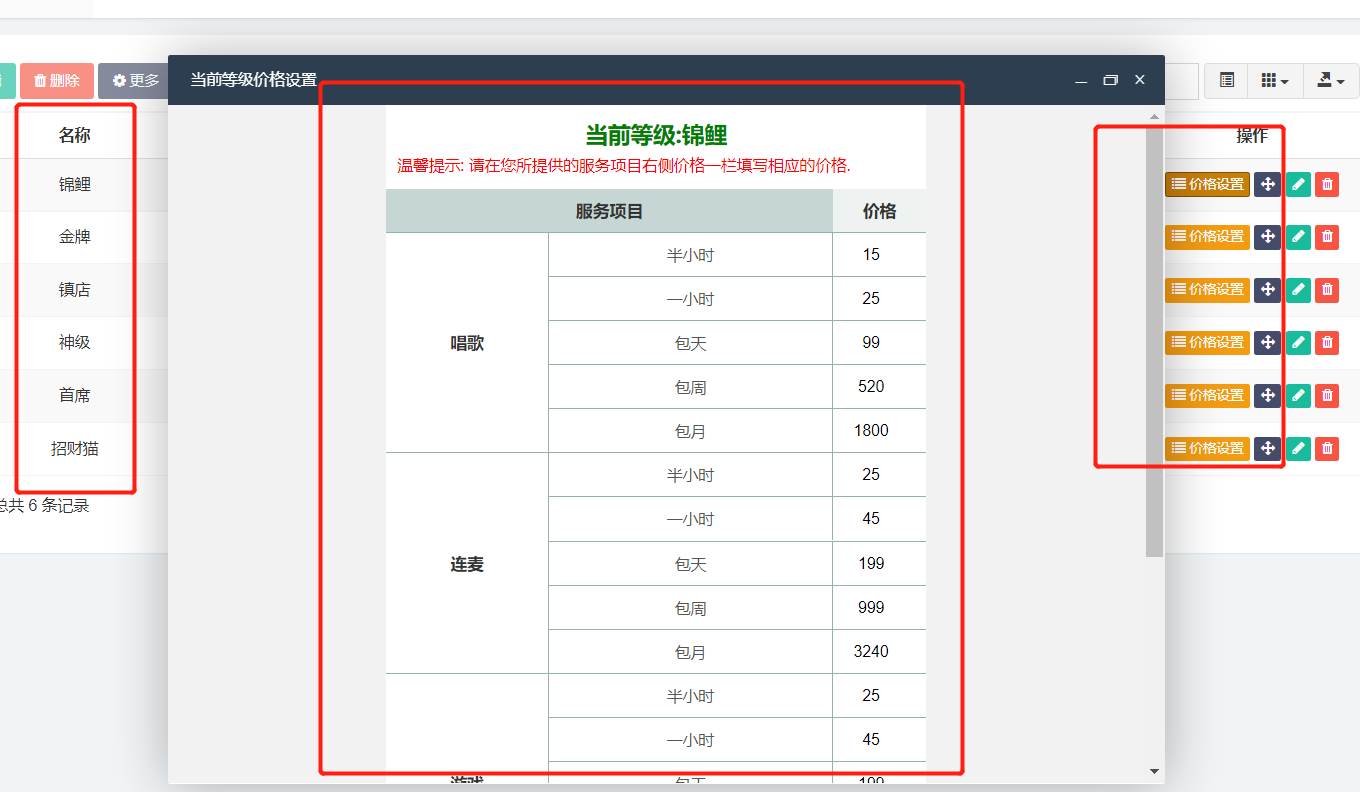 删除
更多
当前等级价格设置
名称
操作
锦鲤
价格设置
金牌
价格设置
镇店
价格设置
神级
价格设置
首席
价格设置
招财猫
价格设置
总共 6 条记录
当前等级:锦鲤
温馨提示: 请在您所提供的服务项目右侧价格一栏填写相应的价格.
服务项目 价格
唱歌
半小时 15
一小时 25
包天 99
包周 520
包月 1800
连麦
半小时 25
一小时 45
包天 199
包周 999
包月 3240
游戏
半小时 25
一小时 45
包天 199